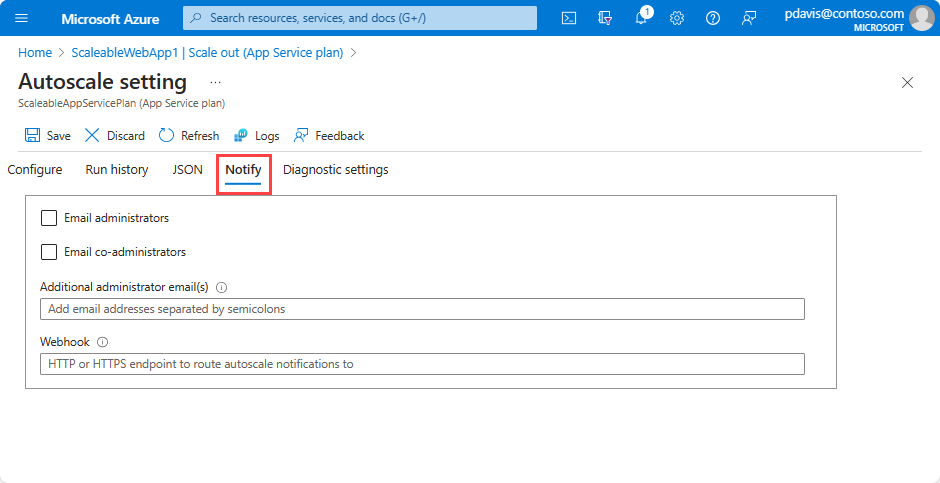 Microsoft Azure
Search resources, services, and docs (G+/)
1
pdavis@contoso.com
MICROSOFT
Home > ScaleableWebApp1 | Scale out (App Service plan) >
Autoscale setting ...
ScaleableAppServicePlan (App Service plan)
Save Discard Refresh Logs Feedback
Configure Run history JSON Notify Diagnostic settings
Email administrators
Email co-administrators
Additional administrator email(s)
Add email addresses separated by semicolons
Webhook
HTTP or HTTPS endpoint to route autoscale notifications to